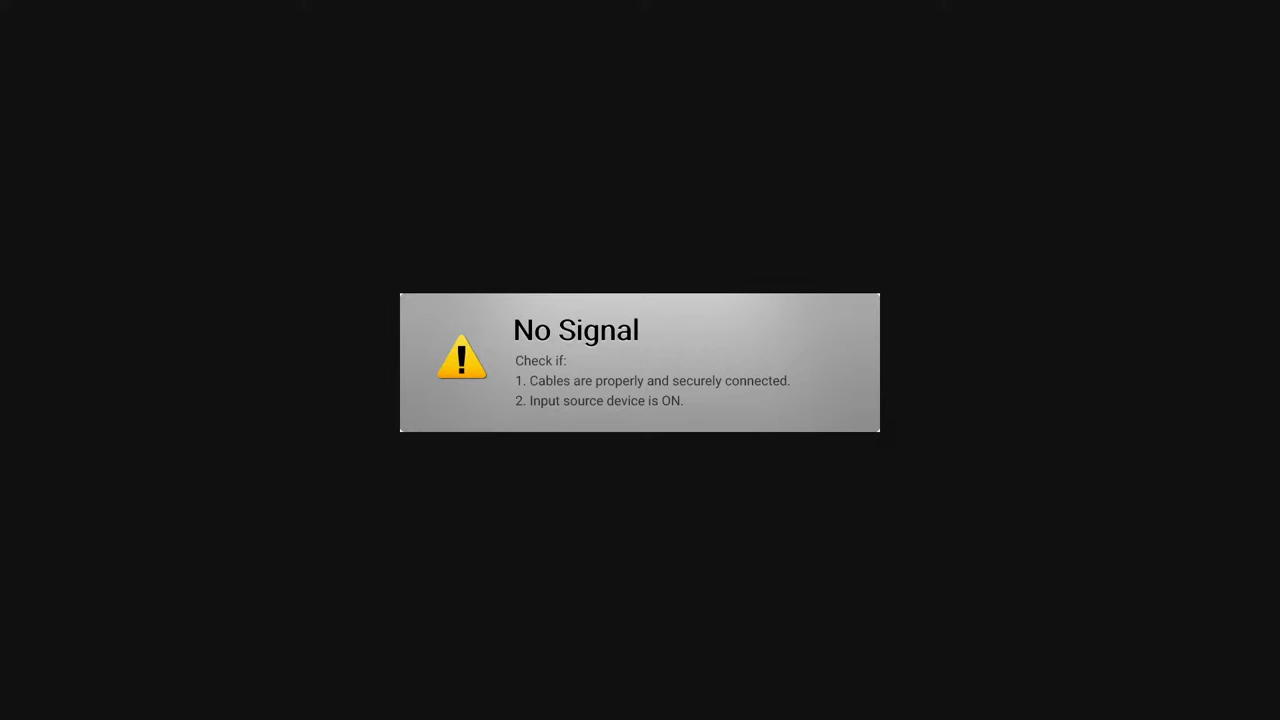 No Signal
Check if:
1. Cables are properly and securely connected.
2. Input source device is ON.